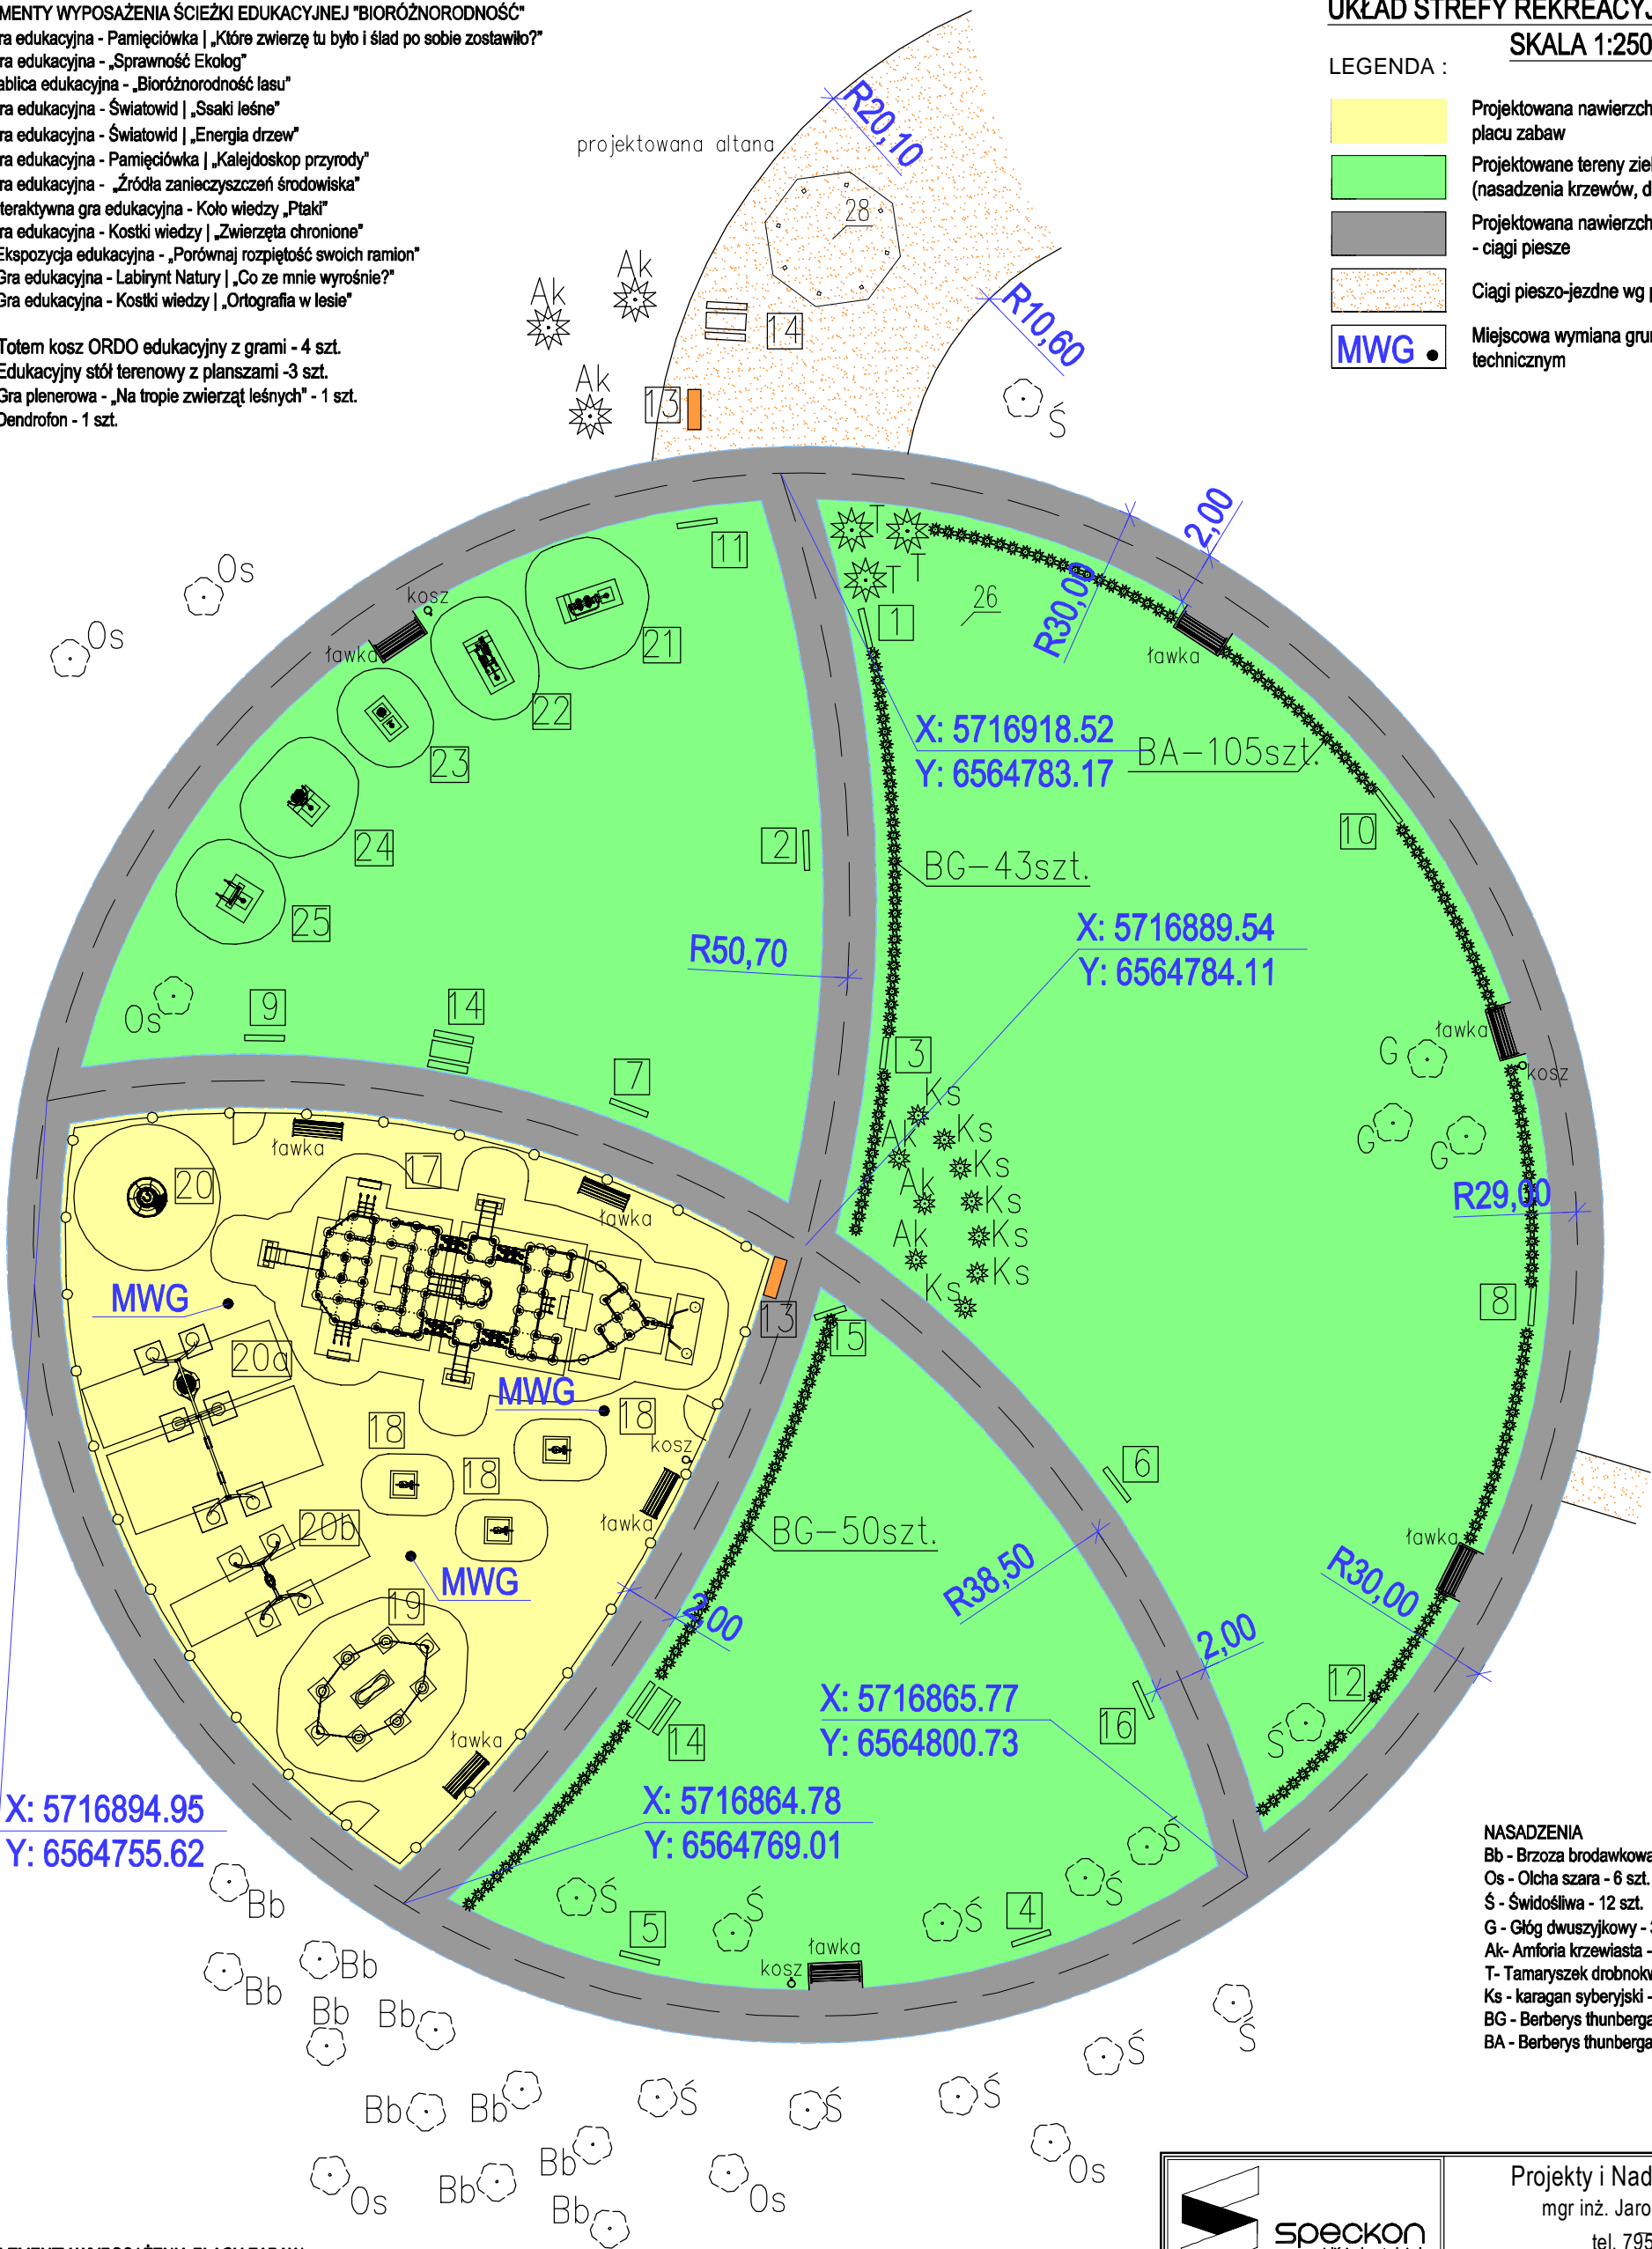 MENTY WYPOSAŻENIA ŚCIEŻKI EDUKACYJNEJ "BIORÓŻNORODNOŚĆ"
ra edukacyjna - Pamięciówka | „Które zwierzę tu było i ślad po sobie zostawiło?”
ra edukacyjna - „Sprawność Ekolog”
ablica edukacyjna - „Bioróżnorodność lasu”
ra edukacyjna - Światowid | „Ssaki leśne”
ra edukacyjna - Światowid | „Energia drzew”
ra edukacyjna - Pamięciówka | „Kalejdoskop przyrody”
ra edukacyjna - „Źródła zanieczyszczeń środowiska”
teraktywna gra edukacyjna - Koło wiedzy „Ptaki”
ra edukacyjna - Kostki wiedzy | „Zwierzęta chronione”
Ekspozycja edukacyjna - „Porównaj rozpiętość swoich ramion”
Gra edukacyjna - Labirynt Natury | „Co ze mnie wyrośnie?”
Gra edukacyjna - Kostki wiedzy | „Ortografia w lesie”
Totem kosz ORDO edukacyjny z grami - 4 szt.
Edukacyjny stół terenowy z planszami -3 szt.
Gra plenerowa - „Na tropie zwierząt leśnych” - 1 szt.
Dendrofon - 1 szt.
UKŁAD STREFY REKREACYJ
SKALA 1:250
LEGENDA :
Projektowana nawierzch
placu zabaw
Projektowane tereny ziel
(nasadzenia krzewów, d
Projektowana nawierzch
- ciągi piesze
Ciągi pieszo-jezdne wg p
MWG
Miejscowa wymiana grun
technicznym
projektowana altana
R20,10
28
R10,60
14
Ak
Ak
Ak
13
Ś
Os
Os
11
T
T
T
1
26
R30,00
2,00
kosz
ławka
21
22
23
24
25
ławka
X: 5716918.52
Y: 6564783.17
BA-105szt.
10
2
BG-43szt.
R50,70
X: 5716889.54
Y: 6564784.11
Os
9
14
7
3
ławka
kosz
G
G
G
Ks
Ak
Ks
Ks
Ak
Ks
Ak
Ks
Ks
Ks
R29,00
8
ławka
17
20
ławka
MWG
13
15
20a
MWG
18
18
18
kosz
ławka
6
20b
BG-50szt.
MWG
19
R38,50
ławka
R30,00
2,00
2,00
12
Ś
14
16
ławka
X: 5716865.77
Y: 6564800.73
X: 5716864.78
Y: 6564769.01
X: 5716894.95
Y: 6564755.62
Ś
Ś
Ś
Ś
Ś
5
4
ławka
kosz
Bb
Bb
Bb
Bb
Bb
Ś
Ś
Bb
Bb
Ś
Ś
Ś
Bb
Os
Bb
Bb
Os
Os
NASADZENIA
Bb - Brzoza brodawkowa
Os - Olcha szara - 6 szt.
Ś - Świdośliwa - 12 szt.
G - Głóg dwuszyjkowy -
Ak- Amforia krzewiasta -
T- Tamaryszek drobnokw
Ks - karagan syberyjski -
BG - Berberys thunberga
BA - Berberys thunberga
speckon
Projekty i Nad
mgr inż. Jaro
tel. 795